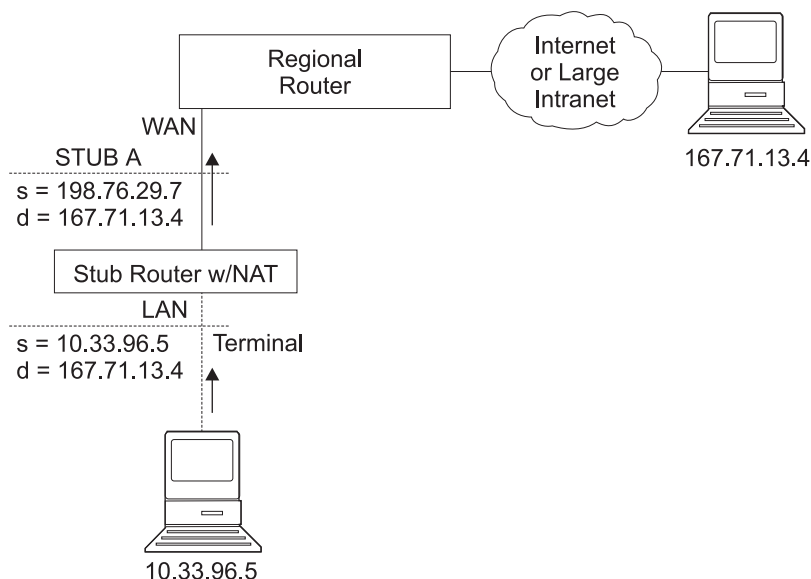 Regional
Router
Internet
or Large
Intranet
WAN
167.71.13.4
STUB A
s = 198.76.29.7
d = 167.71.13.4
Stub Router w/NAT
LAN
s = 10.33.96.5
Terminal
d = 167.71.13.4
10.33.96.5